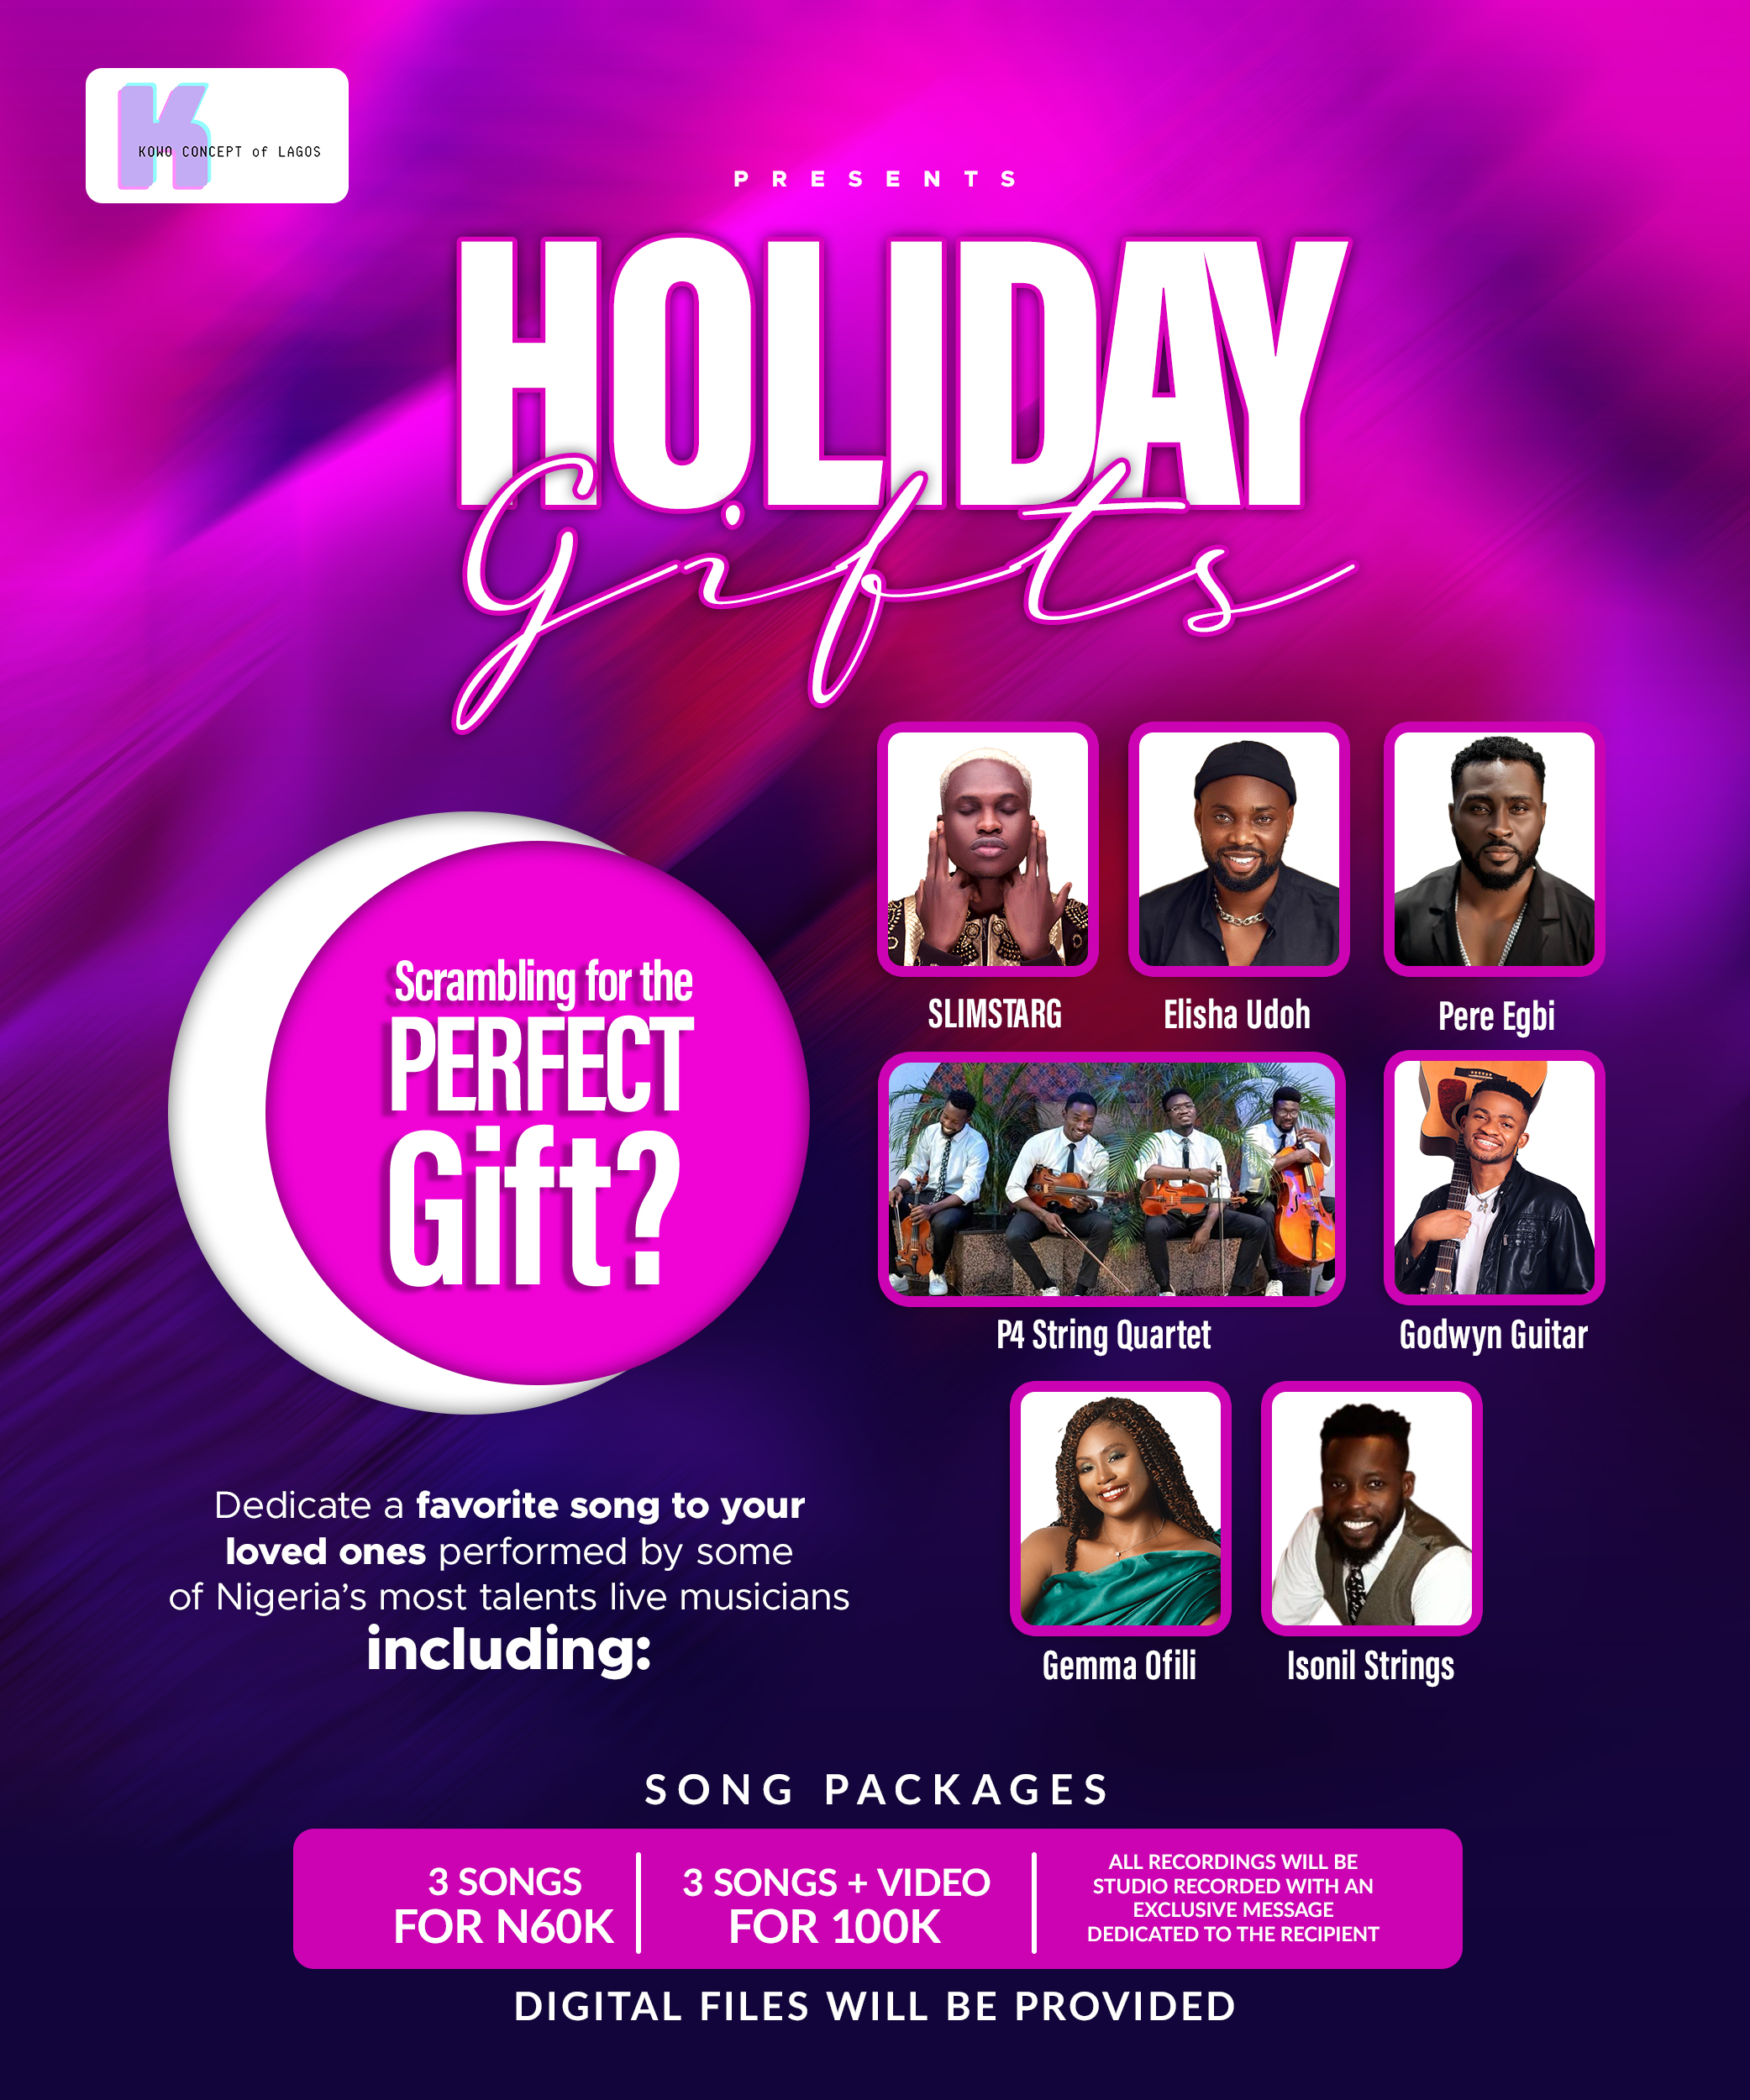 KOWO CONCEPT of LAGOS
PRESENTS
HOLIDAY
Gifts
Scrambling for the
PERFECT
Gift?
SLIMSTARG
Elisha Udoh
Pere Egbi
P4 String Quartet
Godwyn Guitar
Gemma Ofili
Isonil Strings
Dedicate a favorite song to your
loved ones performed by some
of Nigeria's most talents live musicians
including:
SONG PACKAGES
3 SONGS
FOR N60K
3 SONGS + VIDEO
FOR 100K
ALL RECORDINGS WILL BE
STUDIO RECORDED WITH AN
EXCLUSIVE MESSAGE
DEDICATED TO THE RECIPIENT
DIGITAL FILES WILL BE PROVIDED